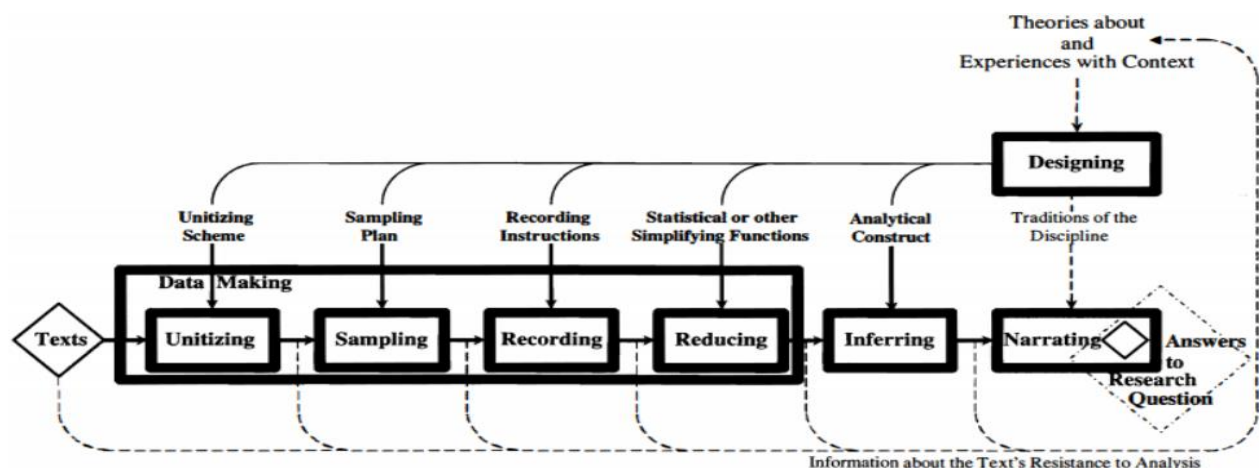 Theories about
and
Experiences with Context
Designing
Unitizing
Scheme
Sampling
Plan
Recording
Instructions
Statistical or other
Simplifying Functions
Analytical
Construct
Traditions of the
Discipline
Data Making
Texts
Unitizing
Sampling
Recording
Reducing
Inferring
Narrating
Answers
to
Research
Question
Information about the Text's Resistance to Analysis